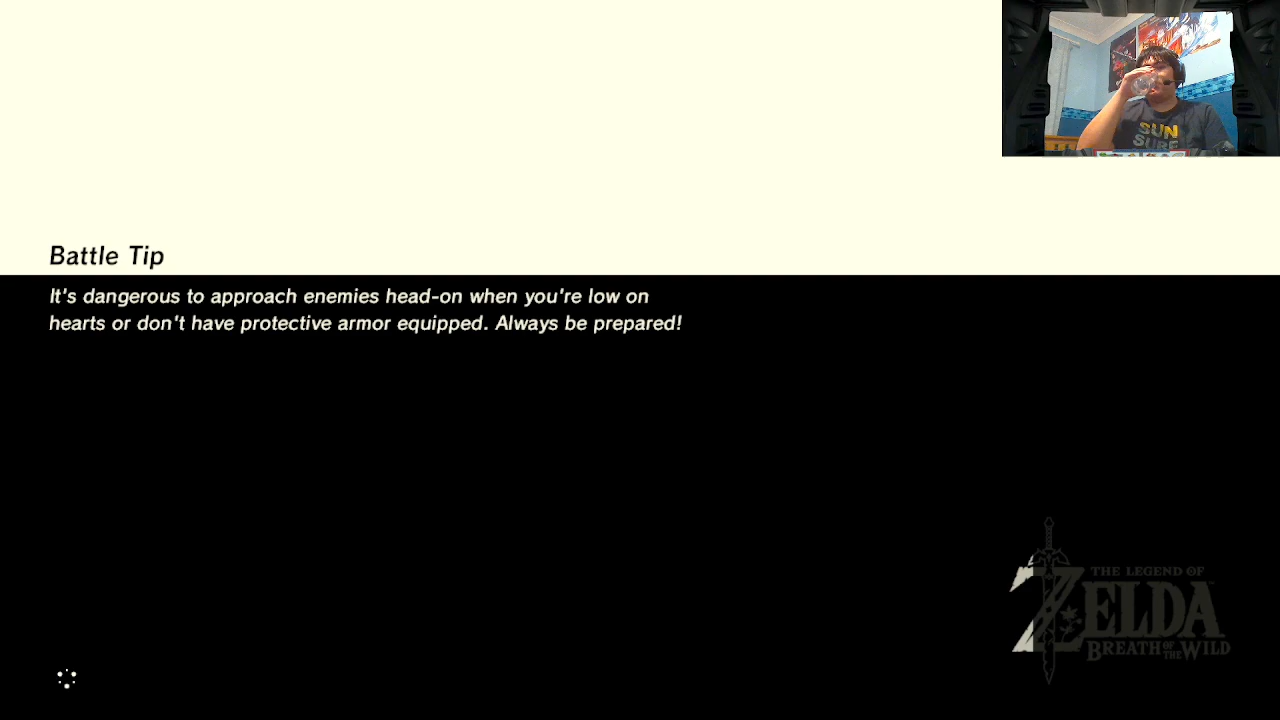 SUN
SURF
Battle Tip
It's dangerous to approach enemies head-on when you're low on
hearts or don't have protective armor equipped. Always be prepared!
THE LEGEND OF
ZELDA
BREATH OF THE WILD